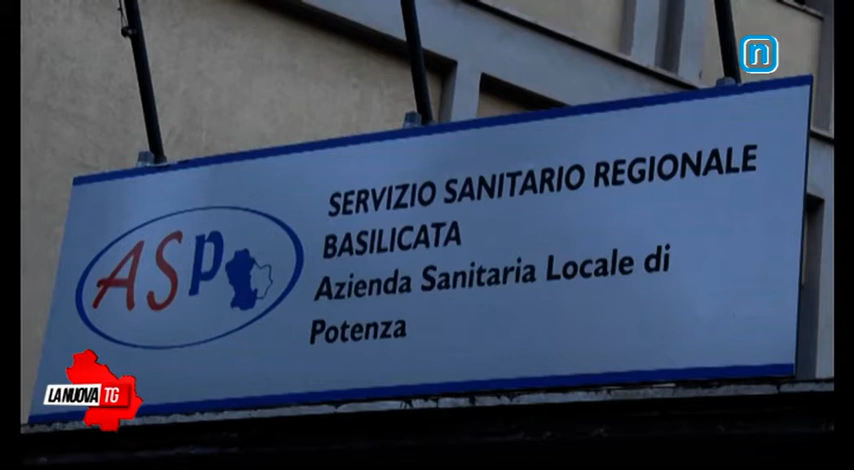 n
ASP
SERVIZIO SANITARIO REGIONALE
BASILICATA
Azienda Sanitaria Locale di
Potenza
LA NUOVA TG